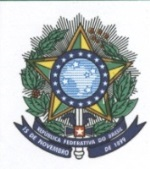 REPUBLICA FEDERATIVA DO BRASIL
15 DE NOVEMBRO
DE 1889